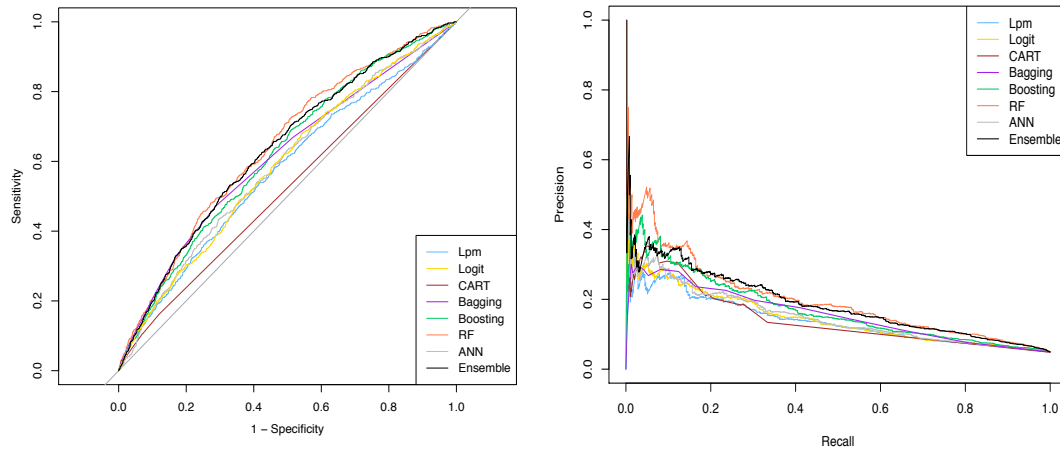 Sensitivity
1.0
0.8
0.6
0.4
0.2
0.0
Lpm
Logit
CART
Bagging
Boosting
RF
ANN
Ensemble
0.0 0.2 0.4 0.6 0.8 1.0
1 − Specificity
Precision
1.0
0.8
0.6
0.4
0.2
0.0
Lpm
Logit
CART
Bagging
Boosting
RF
ANN
Ensemble
0.0 0.2 0.4 0.6 0.8 1.0
Recall